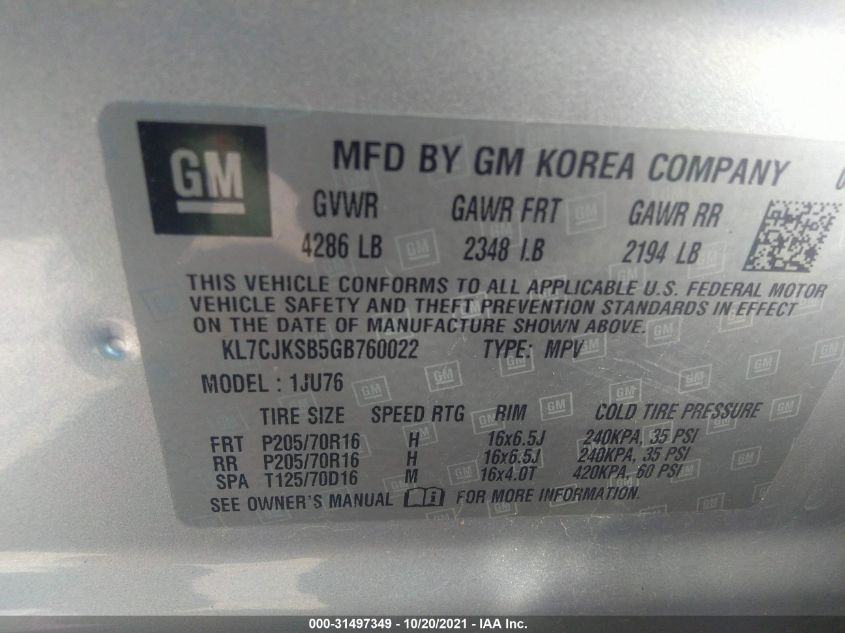 GM
MFD BY GM KOREA COMPANY
GVWR GAWR FRT GAWR RR
4286 LB 2348 LB 2194 LB
THIS VEHICLE CONFORMS TO ALL APPLICABLE U.S. FEDERAL MOTOR
VEHICLE SAFETY AND THEFT PREVENTION STANDARDS IN EFFECT
ON THE DATE OF MANUFACTURE SHOWN ABOVE.
KL7CJKSB5GB760022 TYPE: MPV
MODEL : 1JU76
TIRE SIZE SPEED RTG RIM COLD TIRE PRESSURE
FRT P205/70R16 H 16x6.5J 240KPA, 35 PSI
RR P205/70R16 H 16x6.5J 240KPA, 35 PSI
SPA T125/70D16 M 16x4.0T 420KPA, 60 PSI
SEE OWNER'S MANUAL FOR MORE INFORMATION.
000-31497349 - 10/20/2021 - IAA Inc.